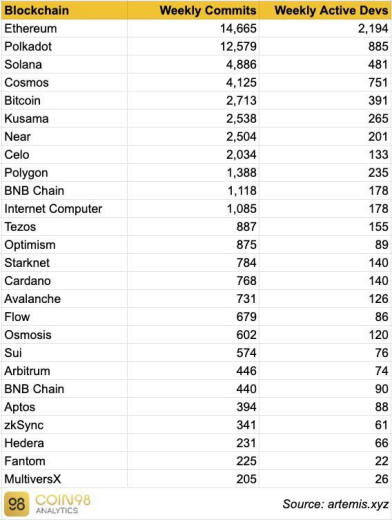 Blockchain Weekly Commits Weekly Active Devs
Ethereum 14,665 2,194
Polkadot 12,579 885
Solana 4,886 481
Cosmos 4,125 751
Bitcoin 2,713 391
Kusama 2,538 265
Near 2,504 201
Celo 2,034 133
Polygon 1,388 235
BNB Chain 1,118 178
Internet Computer 1,085 178
Tezos 887 155
Optimism 875 89
Starknet 784 140
Cardano 768 140
Avalanche 731 126
Flow 679 86
Osmosis 602 120
Sui 574 76
Arbitrum 446 74
BNB Chain 440 90
Aptos 394 88
zkSync 341 61
Hedera 231 66
Fantom 225 22
MultiversX 205 26
98 COIN98
ANALYTICS
Source: artemis.xyz